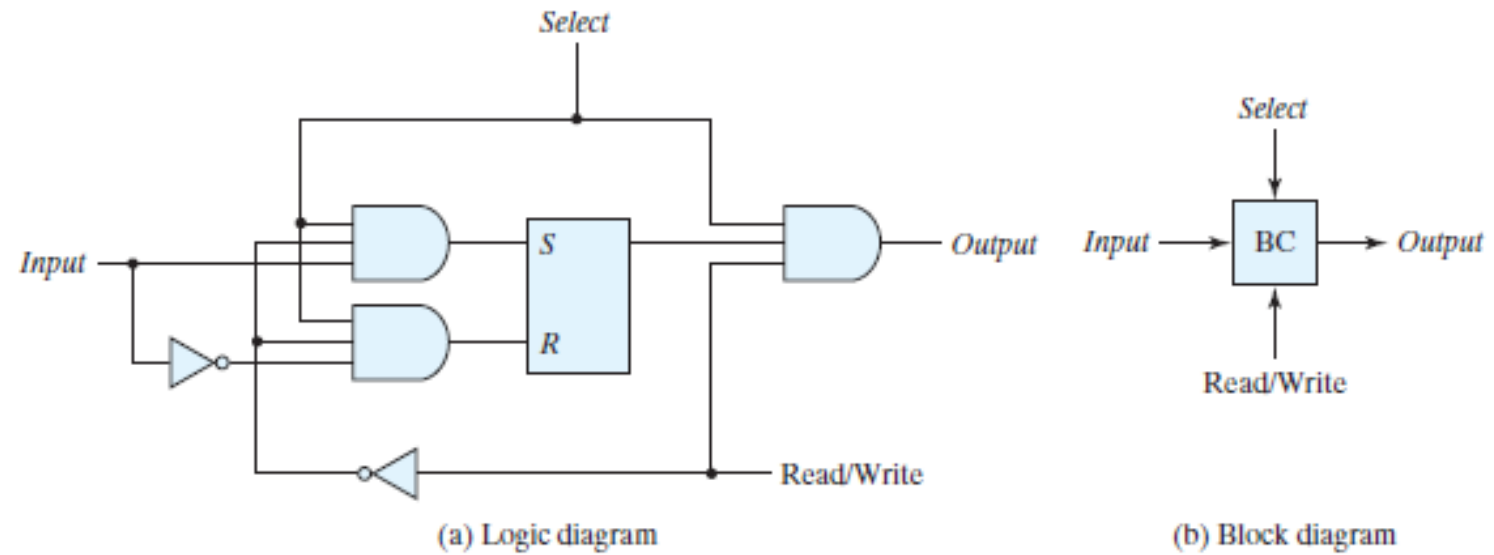 Select
Input
S
R
Output
Read/Write
(a) Logic diagram
Select
Input
BC
Output
Read/Write
(b) Block diagram